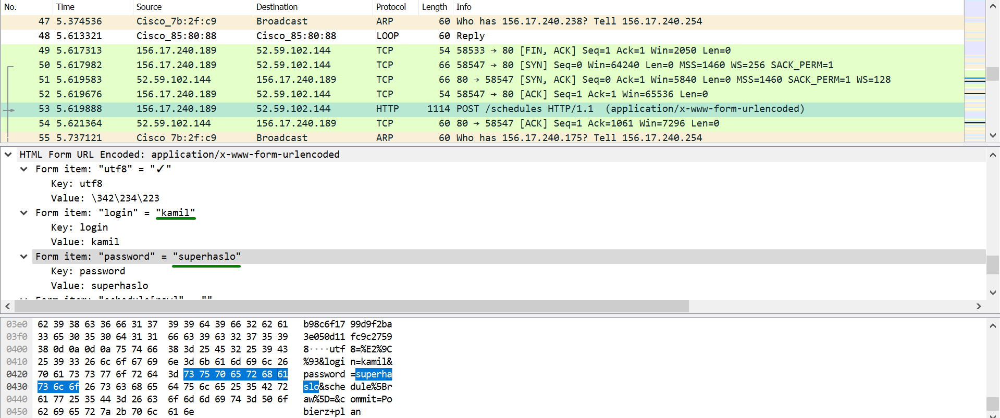 No. Time Source Destination Protocol Length Info
47 5.374536 Cisco_7b:2f:c9 Broadcast ARP 60 Who has 156.17.240.238? Tell 156.17.240.254
48 5.613321 Cisco_85:80:88 Cisco_85:80:88 LOOP 60 Reply
49 5.617313 156.17.240.189 52.59.102.144 TCP 54 58533 → 80 [FIN, ACK] Seq=1 Ack=1 Win=2050 Len=0
50 5.617982 156.17.240.189 52.59.102.144 TCP 66 58547 → 80 [SYN] Seq=0 Win=64240 Len=0 MSS=1460 WS=256 SACK_PERM=1
51 5.619583 52.59.102.144 156.17.240.189 TCP 66 80 → 58547 [SYN, ACK] Seq=0 Ack=1 Win=5840 Len=0 MSS=1460 SACK_PERM=1 WS=128
52 5.619676 156.17.240.189 52.59.102.144 TCP 54 58547 → 80 [ACK] Seq=1 Ack=1 Win=65536 Len=0
53 5.619888 156.17.240.189 52.59.102.144 HTTP 1114 POST /schedules HTTP/1.1  (application/x-www-form-urlencoded)
54 5.621364 52.59.102.144 156.17.240.189 TCP 60 80 → 58547 [ACK] Seq=1 Ack=1061 Win=7296 Len=0
55 5.737121 Cisco_7b:2f:c9 Broadcast ARP 60 Who has 156.17.240.175? Tell 156.17.240.254
HTML Form URL Encoded: application/x-www-form-urlencoded
Form item: "utf8" = "✓"
Key: utf8
Value: \342\234\223
Form item: "login" = "kamil"
Key: login
Value: kamil
Form item: "password" = "superhaslo"
Key: password
Value: superhaslo
Form item: "schedule[raw]" = ""
03e0 62 39 38 63 36 66 31 37 39 39 64 39 66 32 62 61 b98c6f17 99d9f2ba
03f0 33 65 30 35 30 64 31 31 66 63 39 63 32 37 35 39 3e050d11 fc9c2759
0400 38 0d 0a 0d 0a 75 74 66 38 3d 25 45 32 25 39 43 8····utf 8=%E2%9C
0410 25 39 33 26 6c 6f 67 69 6e 3d 6b 61 6d 69 6c 26 %93&logi n=kamil&
0420 70 61 73 73 77 6f 72 64 3d 73 75 70 65 72 68 61 password =superha
0430 73 6c 6f 26 73 63 68 65 64 75 6c 65 25 35 42 72 slo&sche dule%5Br
0440 61 77 25 35 44 3d 26 63 6f 6d 6d 69 74 3d 50 6f aw%5D=&c ommit=Po
0450 62 69 65 72 7a 2b 70 6c 61 6e bierz+pl an